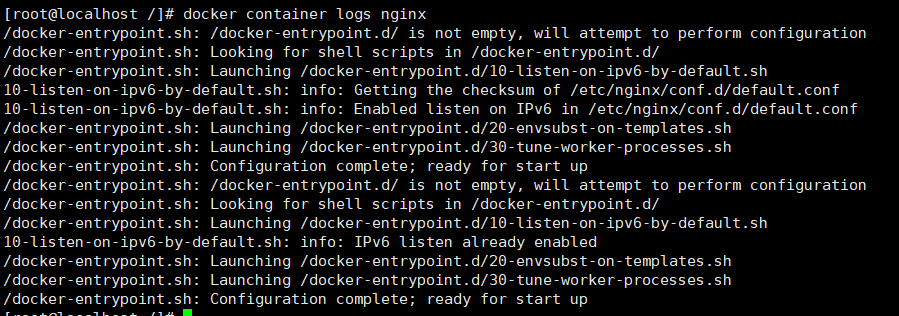 [root@localhost /]# docker container logs nginx
/docker-entrypoint.sh: /docker-entrypoint.d/ is not empty, will attempt to perform configuration
/docker-entrypoint.sh: Looking for shell scripts in /docker-entrypoint.d/
/docker-entrypoint.sh: Launching /docker-entrypoint.d/10-listen-on-ipv6-by-default.sh
10-listen-on-ipv6-by-default.sh: info: Getting the checksum of /etc/nginx/conf.d/default.conf
10-listen-on-ipv6-by-default.sh: info: Enabled listen on IPv6 in /etc/nginx/conf.d/default.conf
/docker-entrypoint.sh: Launching /docker-entrypoint.d/20-envsubst-on-templates.sh
/docker-entrypoint.sh: Launching /docker-entrypoint.d/30-tune-worker-processes.sh
/docker-entrypoint.sh: Configuration complete; ready for start up
/docker-entrypoint.sh: /docker-entrypoint.d/ is not empty, will attempt to perform configuration
/docker-entrypoint.sh: Looking for shell scripts in /docker-entrypoint.d/
/docker-entrypoint.sh: Launching /docker-entrypoint.d/10-listen-on-ipv6-by-default.sh
10-listen-on-ipv6-by-default.sh: info: IPv6 listen already enabled
/docker-entrypoint.sh: Launching /docker-entrypoint.d/20-envsubst-on-templates.sh
/docker-entrypoint.sh: Launching /docker-entrypoint.d/30-tune-worker-processes.sh
/docker-entrypoint.sh: Configuration complete; ready for start up
[root@localhost /]#